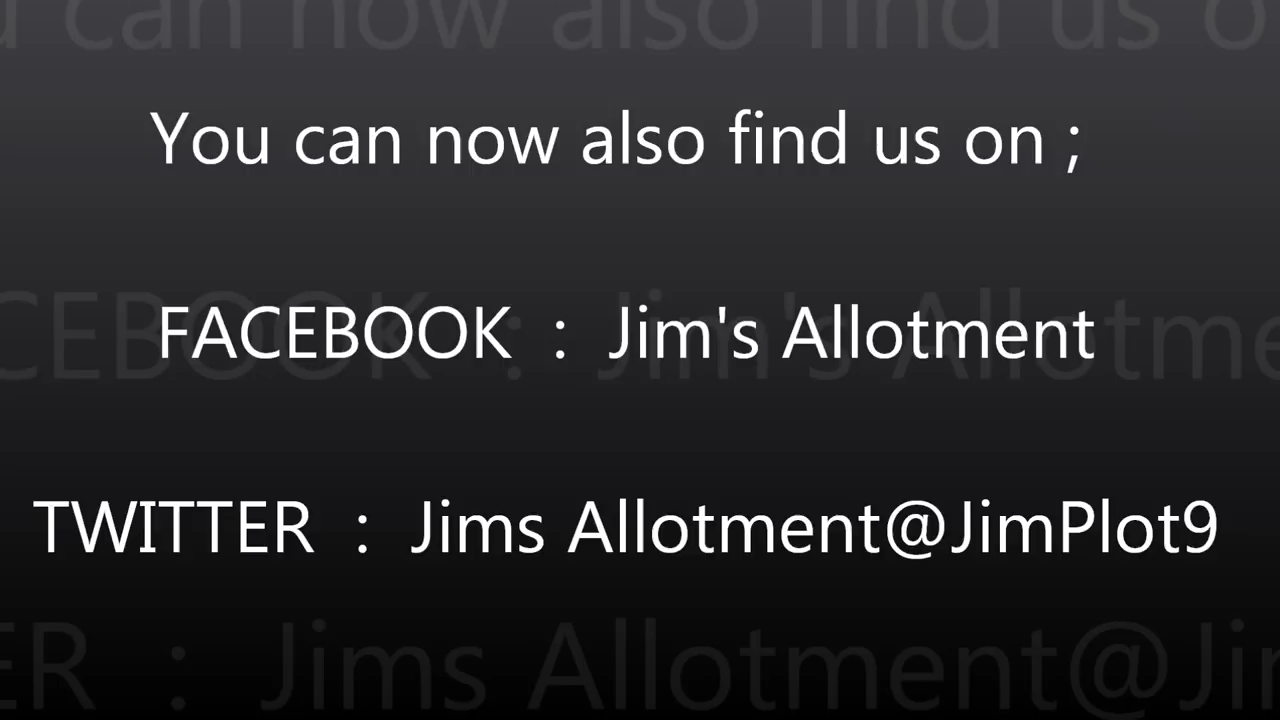 You can now also find us on ;
FACEBOOK : Jim's Allotment
TWITTER : Jims Allotment@JimPlot9